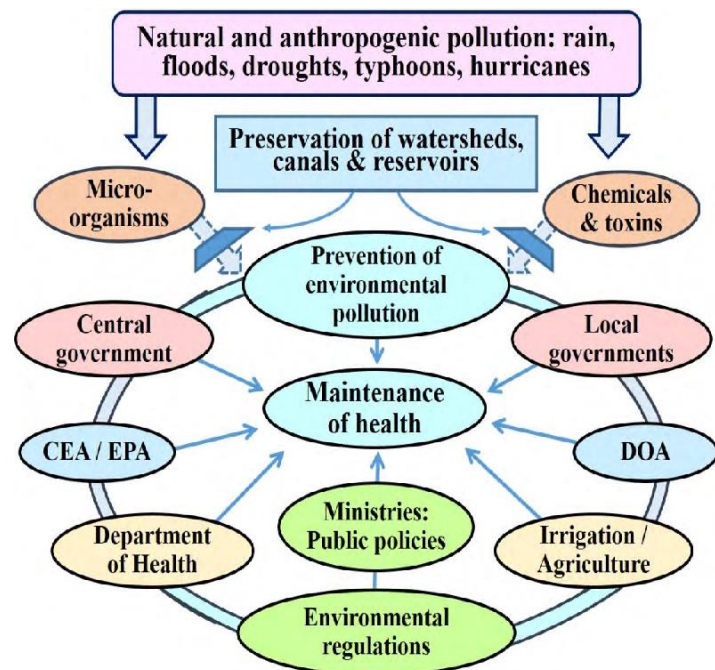 Natural and anthropogenic pollution: rain,
floods, droughts, typhoons, hurricanes
Preservation of watersheds,
canals & reservoirs
Micro-
organisms
Chemicals
& toxins
Prevention of
environmental
pollution
Central
government
Local
governments
Maintenance
of health
CEA / EPA
DOA
Ministries:
Public policies
Department
of Health
Irrigation /
Agriculture
Environmental
regulations